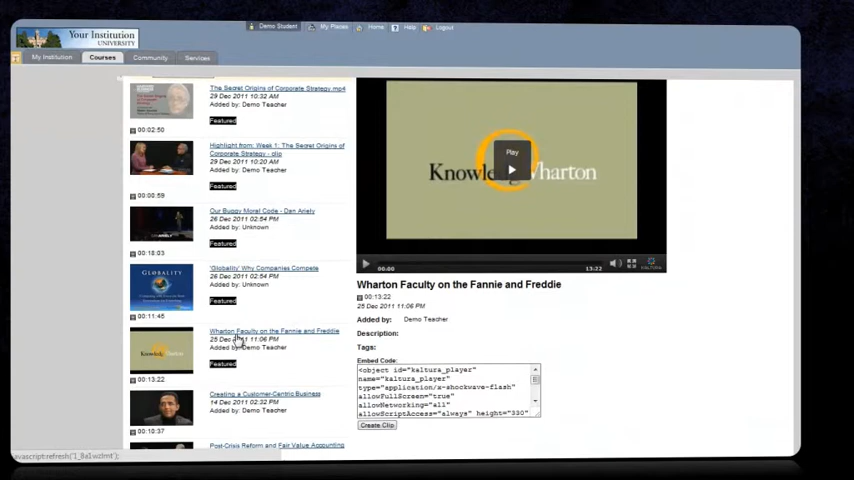 Demo Student
My Places
Home
Help
Logout
Your Institution
UNIVERSITY
My Institution
Courses
Community
Services
The Secret Origins of Corporate Strategy.mp4
29 Dec 2011 10:32 AM
Added by: Demo Teacher
Featured
00:02:50
Highlight from: Week 1: The Secret Origins of
Corporate Strategy - clip
29 Dec 2011 10:20 AM
Featured
00:00:59
Our Buggy Moral Code - Dan Ariely
26 Dec 2011 02:54 PM
Added by: Unknown
Featured
00:18:03
GLOBALITY
'Globality' Why Companies Compete
26 Dec 2011 02:54 PM
Added by: Unknown
Featured
00:11:45
Wharton Faculty on the Fannie and Freddie
25 Dec 2011 11:06 PM
Added by: Demo Teacher
Featured
00:13:22
Creating a Customer-Centric Business
14 Dec 2011 02:32 PM
Added by: Demo Teacher
00:10:37
Post-Crisis Reform and Fair Value Accounting
Play
Knowledge Wharton
00:00
13:22
KALTURA
Wharton Faculty on the Fannie and Freddie
00:13:22
25 Dec 2011 11:06 PM
Added by: Demo Teacher
Description:
Tags:
Embed Code:
<object id="kaltura_player"
name="kaltura_player"
type="application/x-shockwave-flash"
allowFullScreen="true"
allowNetworking="all"
allowScriptAccess="always" height="330"
Create Clip